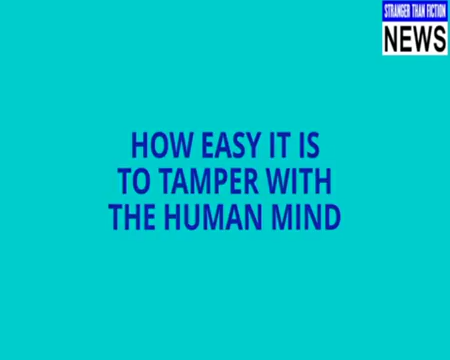 STRANGER THAN FICTION
NEWS
HOW EASY IT IS
TO TAMPER WITH
THE HUMAN MIND